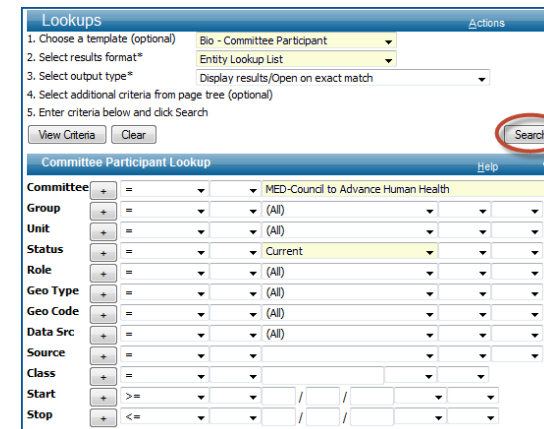 Lookups Actions
1. Choose a template (optional) Bio - Committee Participant
2. Select results format* Entity Lookup List
3. Select output type* Display results/Open on exact match
4. Select additional criteria from page tree (optional)
5. Enter criteria below and click Search
View Criteria Clear Search
Committee Participant Lookup Help
Committee + = MED-Council to Advance Human Health
Group + = (All)
Unit + = (All)
Status + = Current
Role + = (All)
Geo Type + = (All)
Geo Code + = (All)
Data Src + = (All)
Source + =
Class + =
Start + >= / /
Stop + <= / /